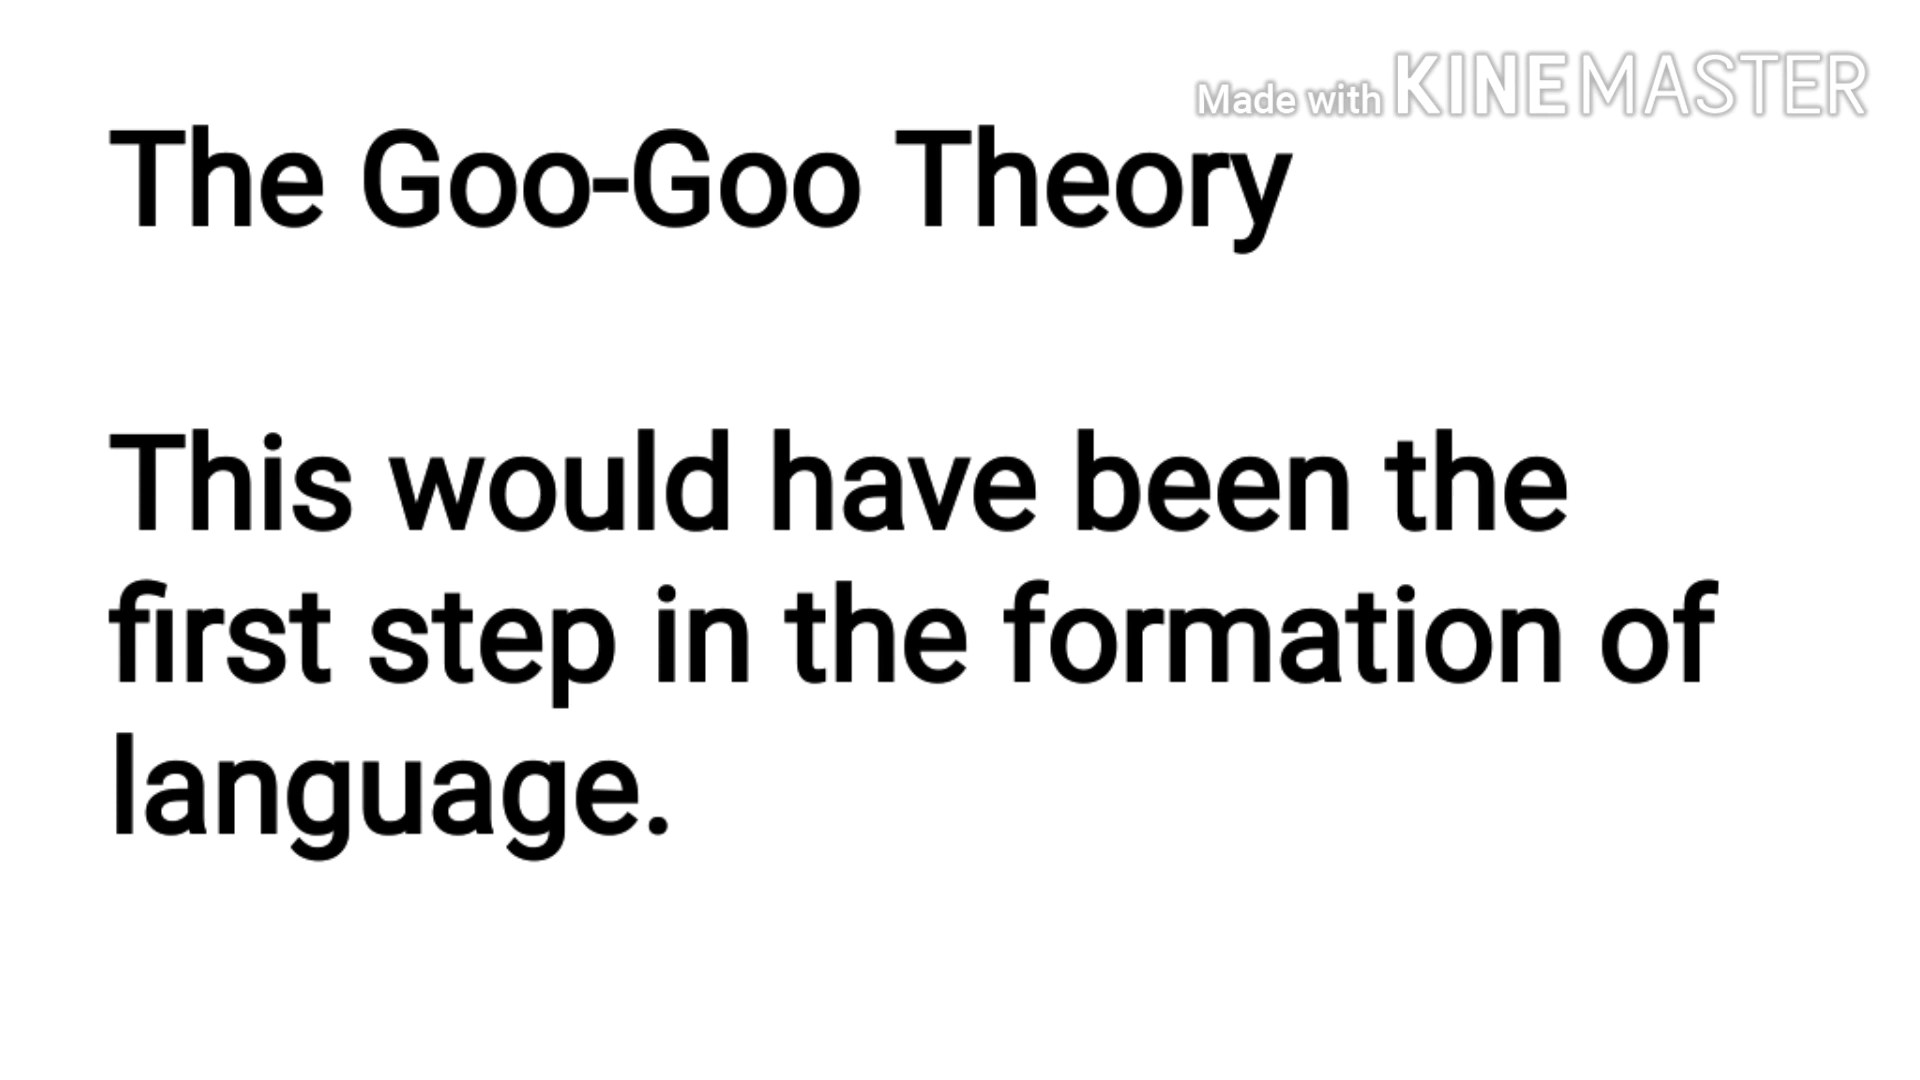 Made with KINEMASTER
The Goo-Goo Theory
This would have been the
first step in the formation of
language.